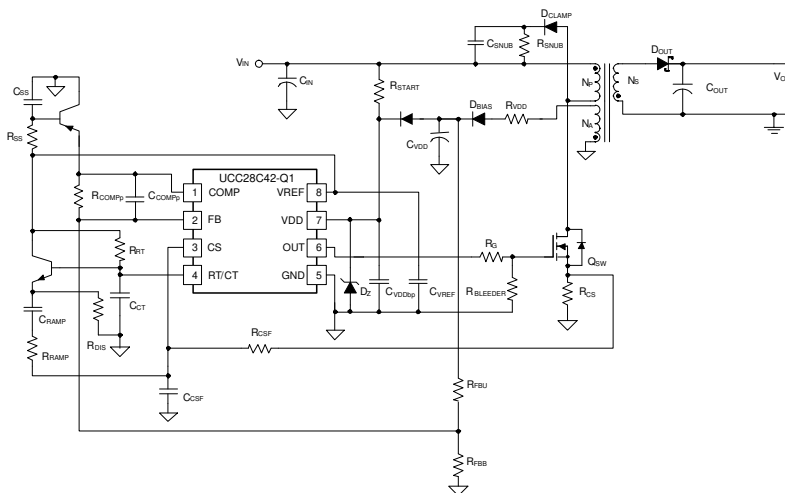 DCLAMP
CSNUB
RSNUB
VIN
CIN
RSTART
DBIAS
RVDD
CVDD
NP
NA
NS
DOUT
COUT
CSS
RSS
RCOMPp
CCOMPp
UCC28C42-Q1
1 COMP VREF 8
2 FB VDD 7
3 CS OUT 6
4 RT/CT GND 5
RRT
CCT
RDIS
CRAMP
RRAMP
DZ
CVDDbp
CVREF
RG
RBLEEDER
QSW
RCS
RCSF
CCSF
RFBU
RFBB